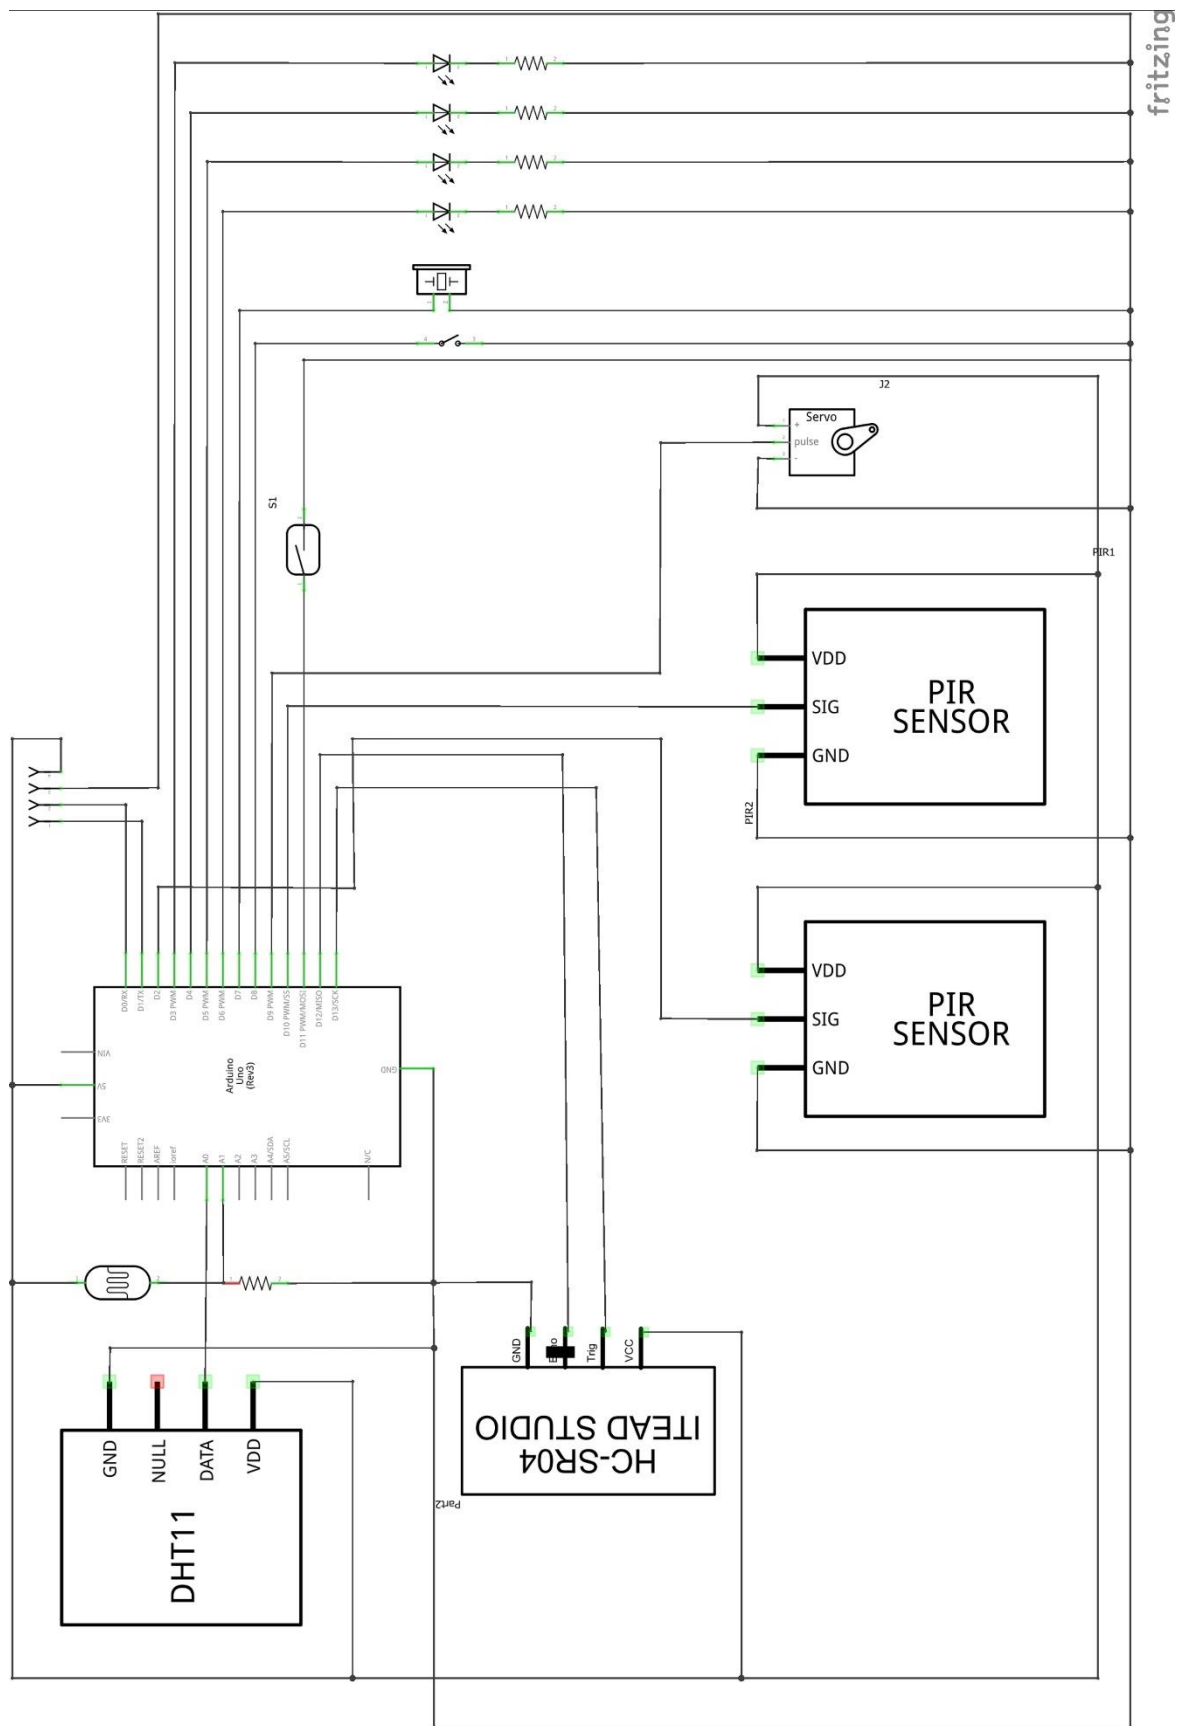 fritzing
J2
Servo
+
pulse
-
S1
PIR1
VDD
SIG
GND
PIR
SENSOR
PIR2
VDD
SIG
GND
PIR
SENSOR
D0/RX
D1/TX
D2
D3 PWM
D4
D5 PWM
D6 PWM
D7
D8
D9 PWM
D10 PWM/SS
D11 PWM/MOSI
D12/MISO
D13/SCK
VIN
5V
3V3
Arduino
Uno
(Rev3)
GND
RESET
RESET2
AREF
ioref
A0
A1
A2
A3
A4/SDA
A5/SCL
N/C
GND
Trig
VCC
HC-SR04
ITEAD STUDIO
Part2
GND
NULL
DATA
VDD
DHT11